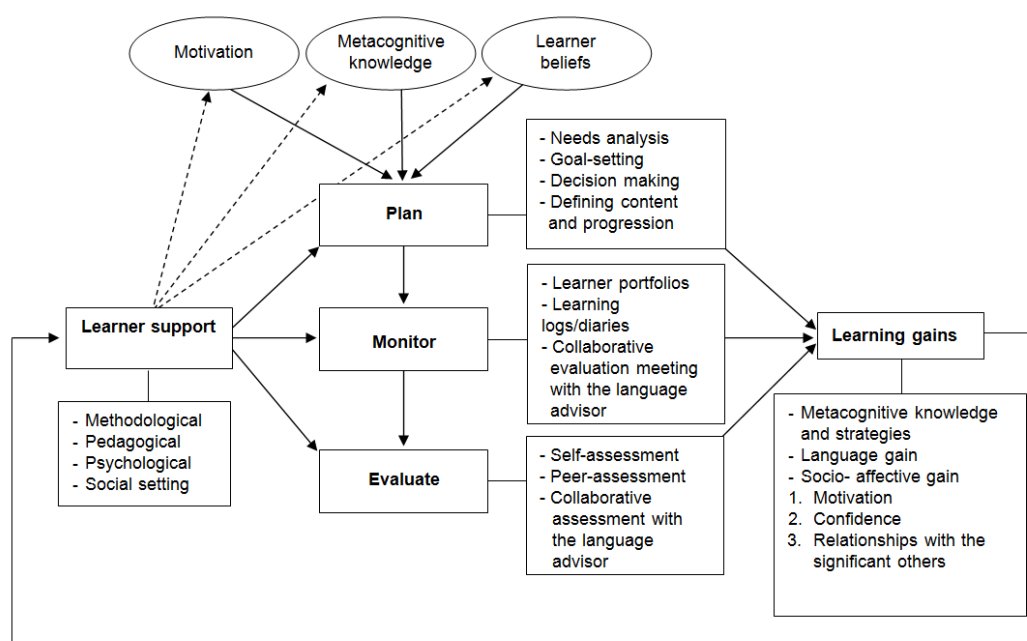 Motivation
Metacognitive
knowledge
Learner
beliefs
- Needs analysis
- Goal-setting
- Decision making
- Defining content
and progression
Plan
- Learner portfolios
- Learning
logs/diaries
- Collaborative
evaluation meeting
with the language
advisor
Learner support
Monitor
Learning gains
- Methodological
- Pedagogical
- Psychological
- Social setting
- Metacognitive knowledge
and strategies
- Language gain
- Socio- affective gain
1. Motivation
2. Confidence
3. Relationships with the
significant others
Evaluate
- Self-assessment
- Peer-assessment
- Collaborative
assessment with
the language
advisor